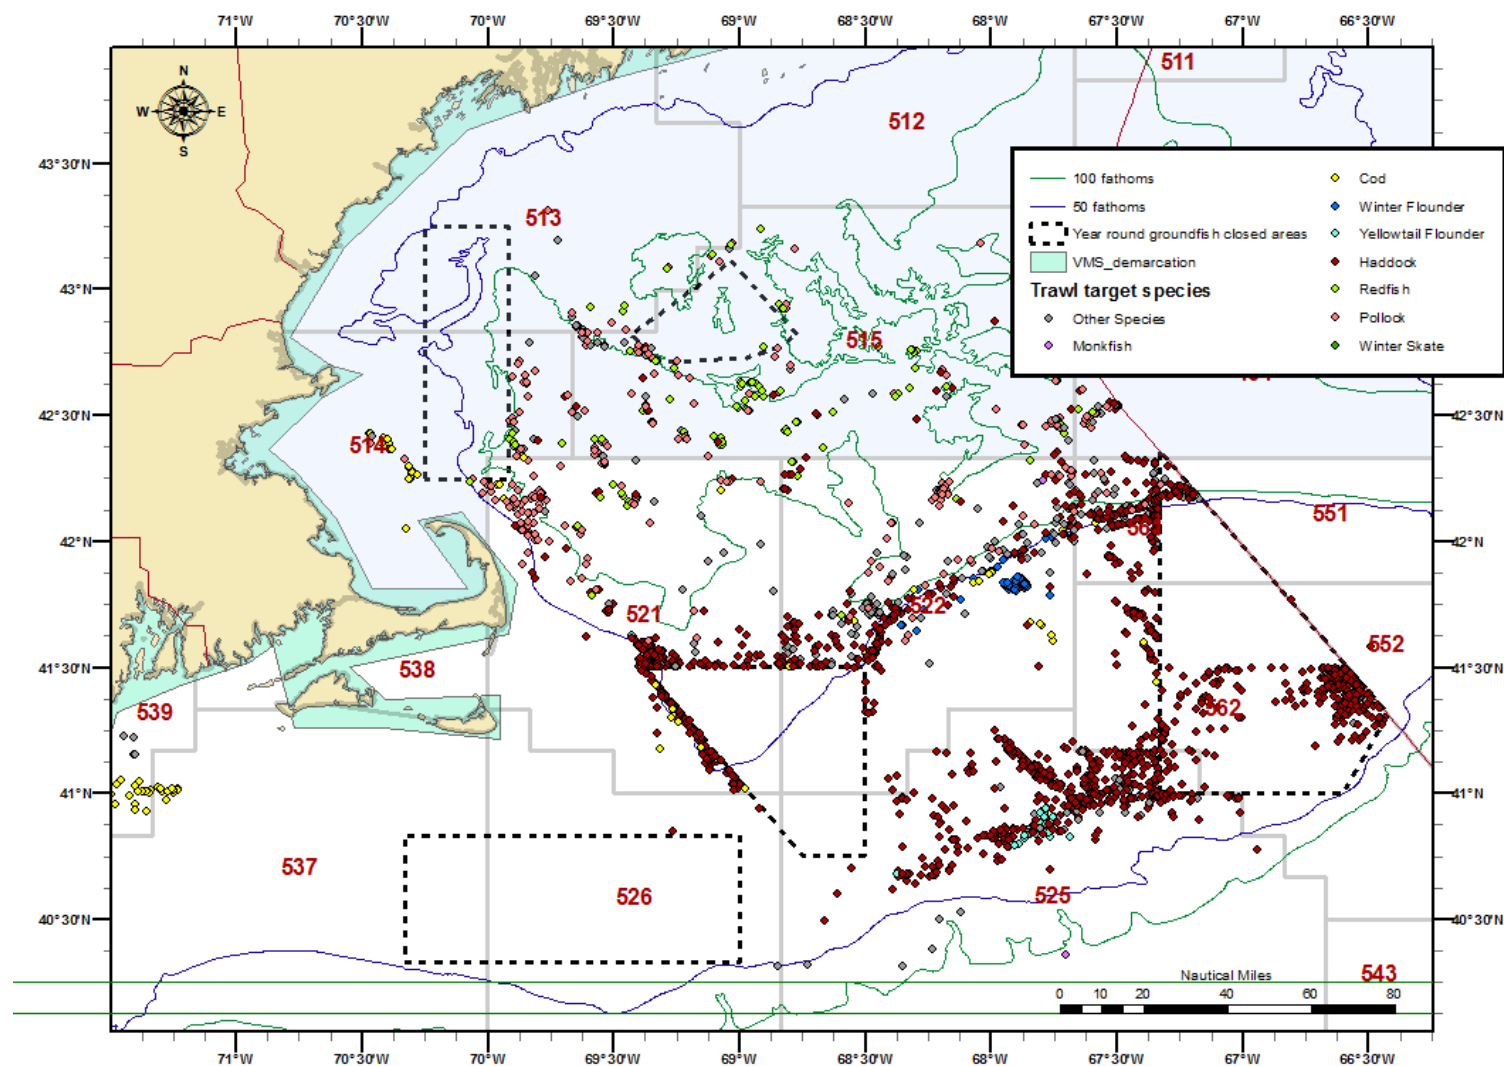 71°W 70°30'W 70°W 69°30'W 69°W 68°30'W 68°W 67°30'W 67°W 66°30'W
N
W E
S
43°30'N
43°N
42°30'N
42°N
41°30'N
41°N
40°30'N
42°30'N
42°N
41°30'N
41°N
40°30'N
511
512
513
515
514
551
552
522
521
538
562
539
537
526
525
543
100 fathoms
50 fathoms
Year round groundfish closed areas
VMS_demarcation
Trawl target species
Other Species
Monkfish
Cod
Winter Flounder
Yellowtail Flounder
Haddock
Redfish
Pollock
Winter Skate
Nautical Miles
0 10 20 40 60 80
71°W 70°30'W 70°W 69°30'W 69°W 68°30'W 68°W 67°30'W 67°W 66°30'W